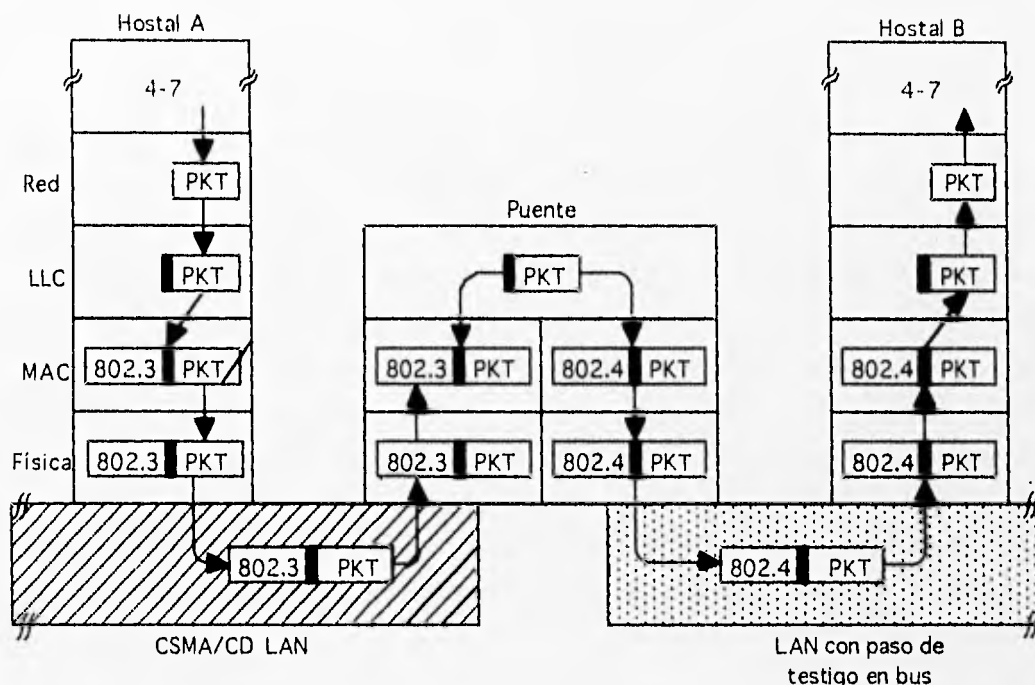 Hostal A
Hostal B
4-7
4-7
Red
PKT
PKT
Puente
LLC
PKT
PKT
PKT
MAC
802.3 PKT
802.3 PKT
802.4 PKT
802.4 PKT
Física
802.3 PKT
802.3 PKT
802.4 PKT
802.4 PKT
802.3 PKT
802.4 PKT
CSMA/CD LAN
LAN con paso de
testigo en bus